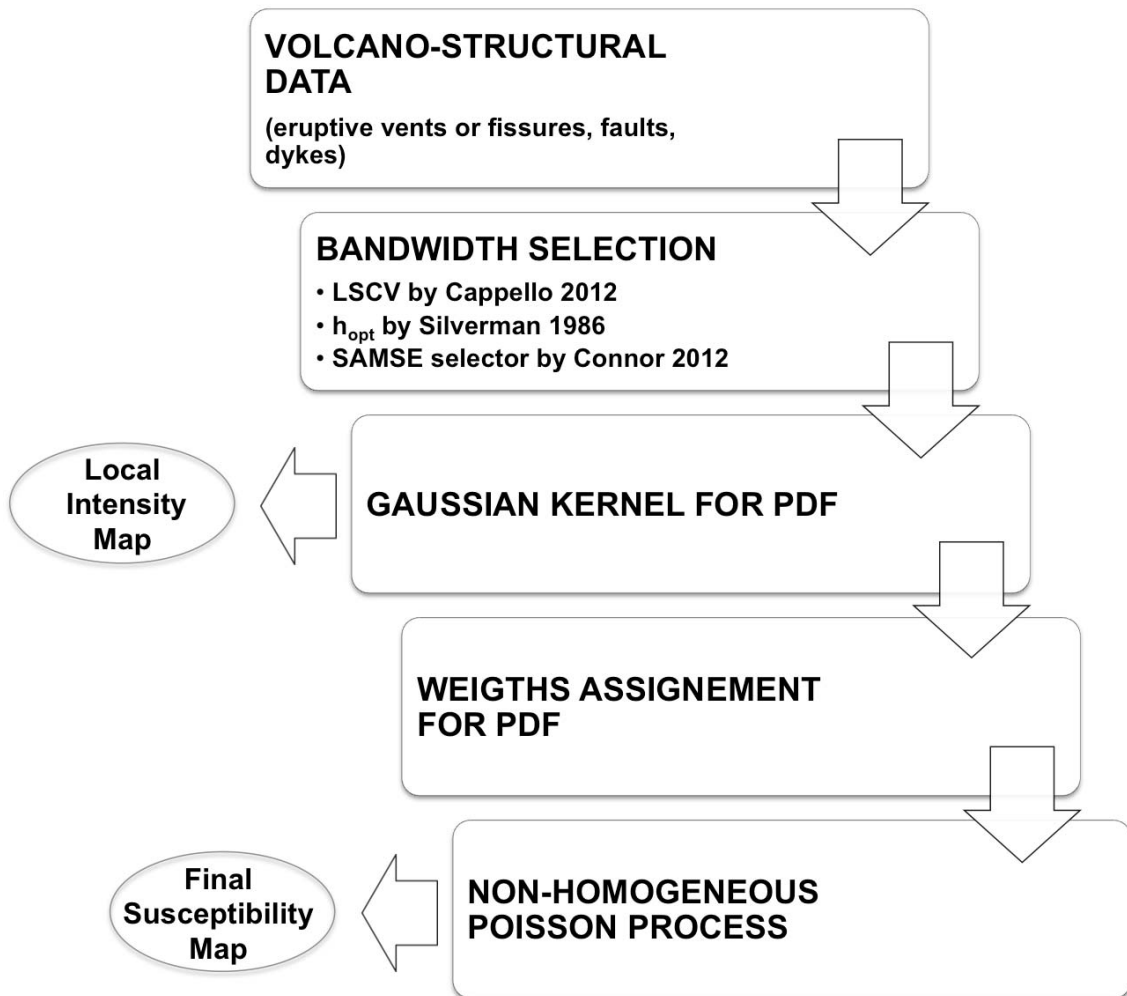 VOLCANO-STRUCTURAL
DATA
(eruptive vents or fissures, faults,
dykes)
BANDWIDTH SELECTION
• LSCV by Cappello 2012
• hopt by Silverman 1986
• SAMSE selector by Connor 2012
Local
Intensity
Map
GAUSSIAN KERNEL FOR PDF
WEIGTHS ASSIGNEMENT
FOR PDF
Final
Susceptibility
Map
NON-HOMOGENEOUS
POISSON PROCESS